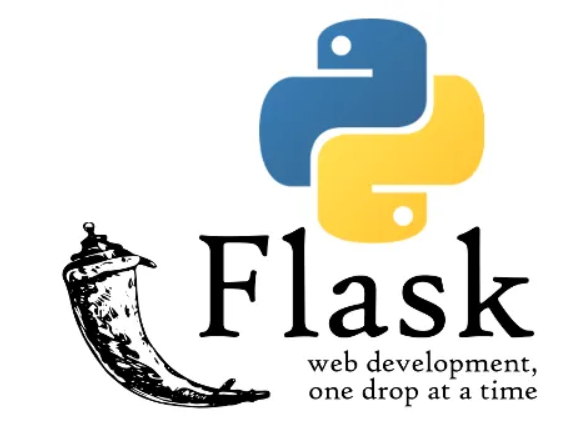 Flask
web development,
one drop at a time